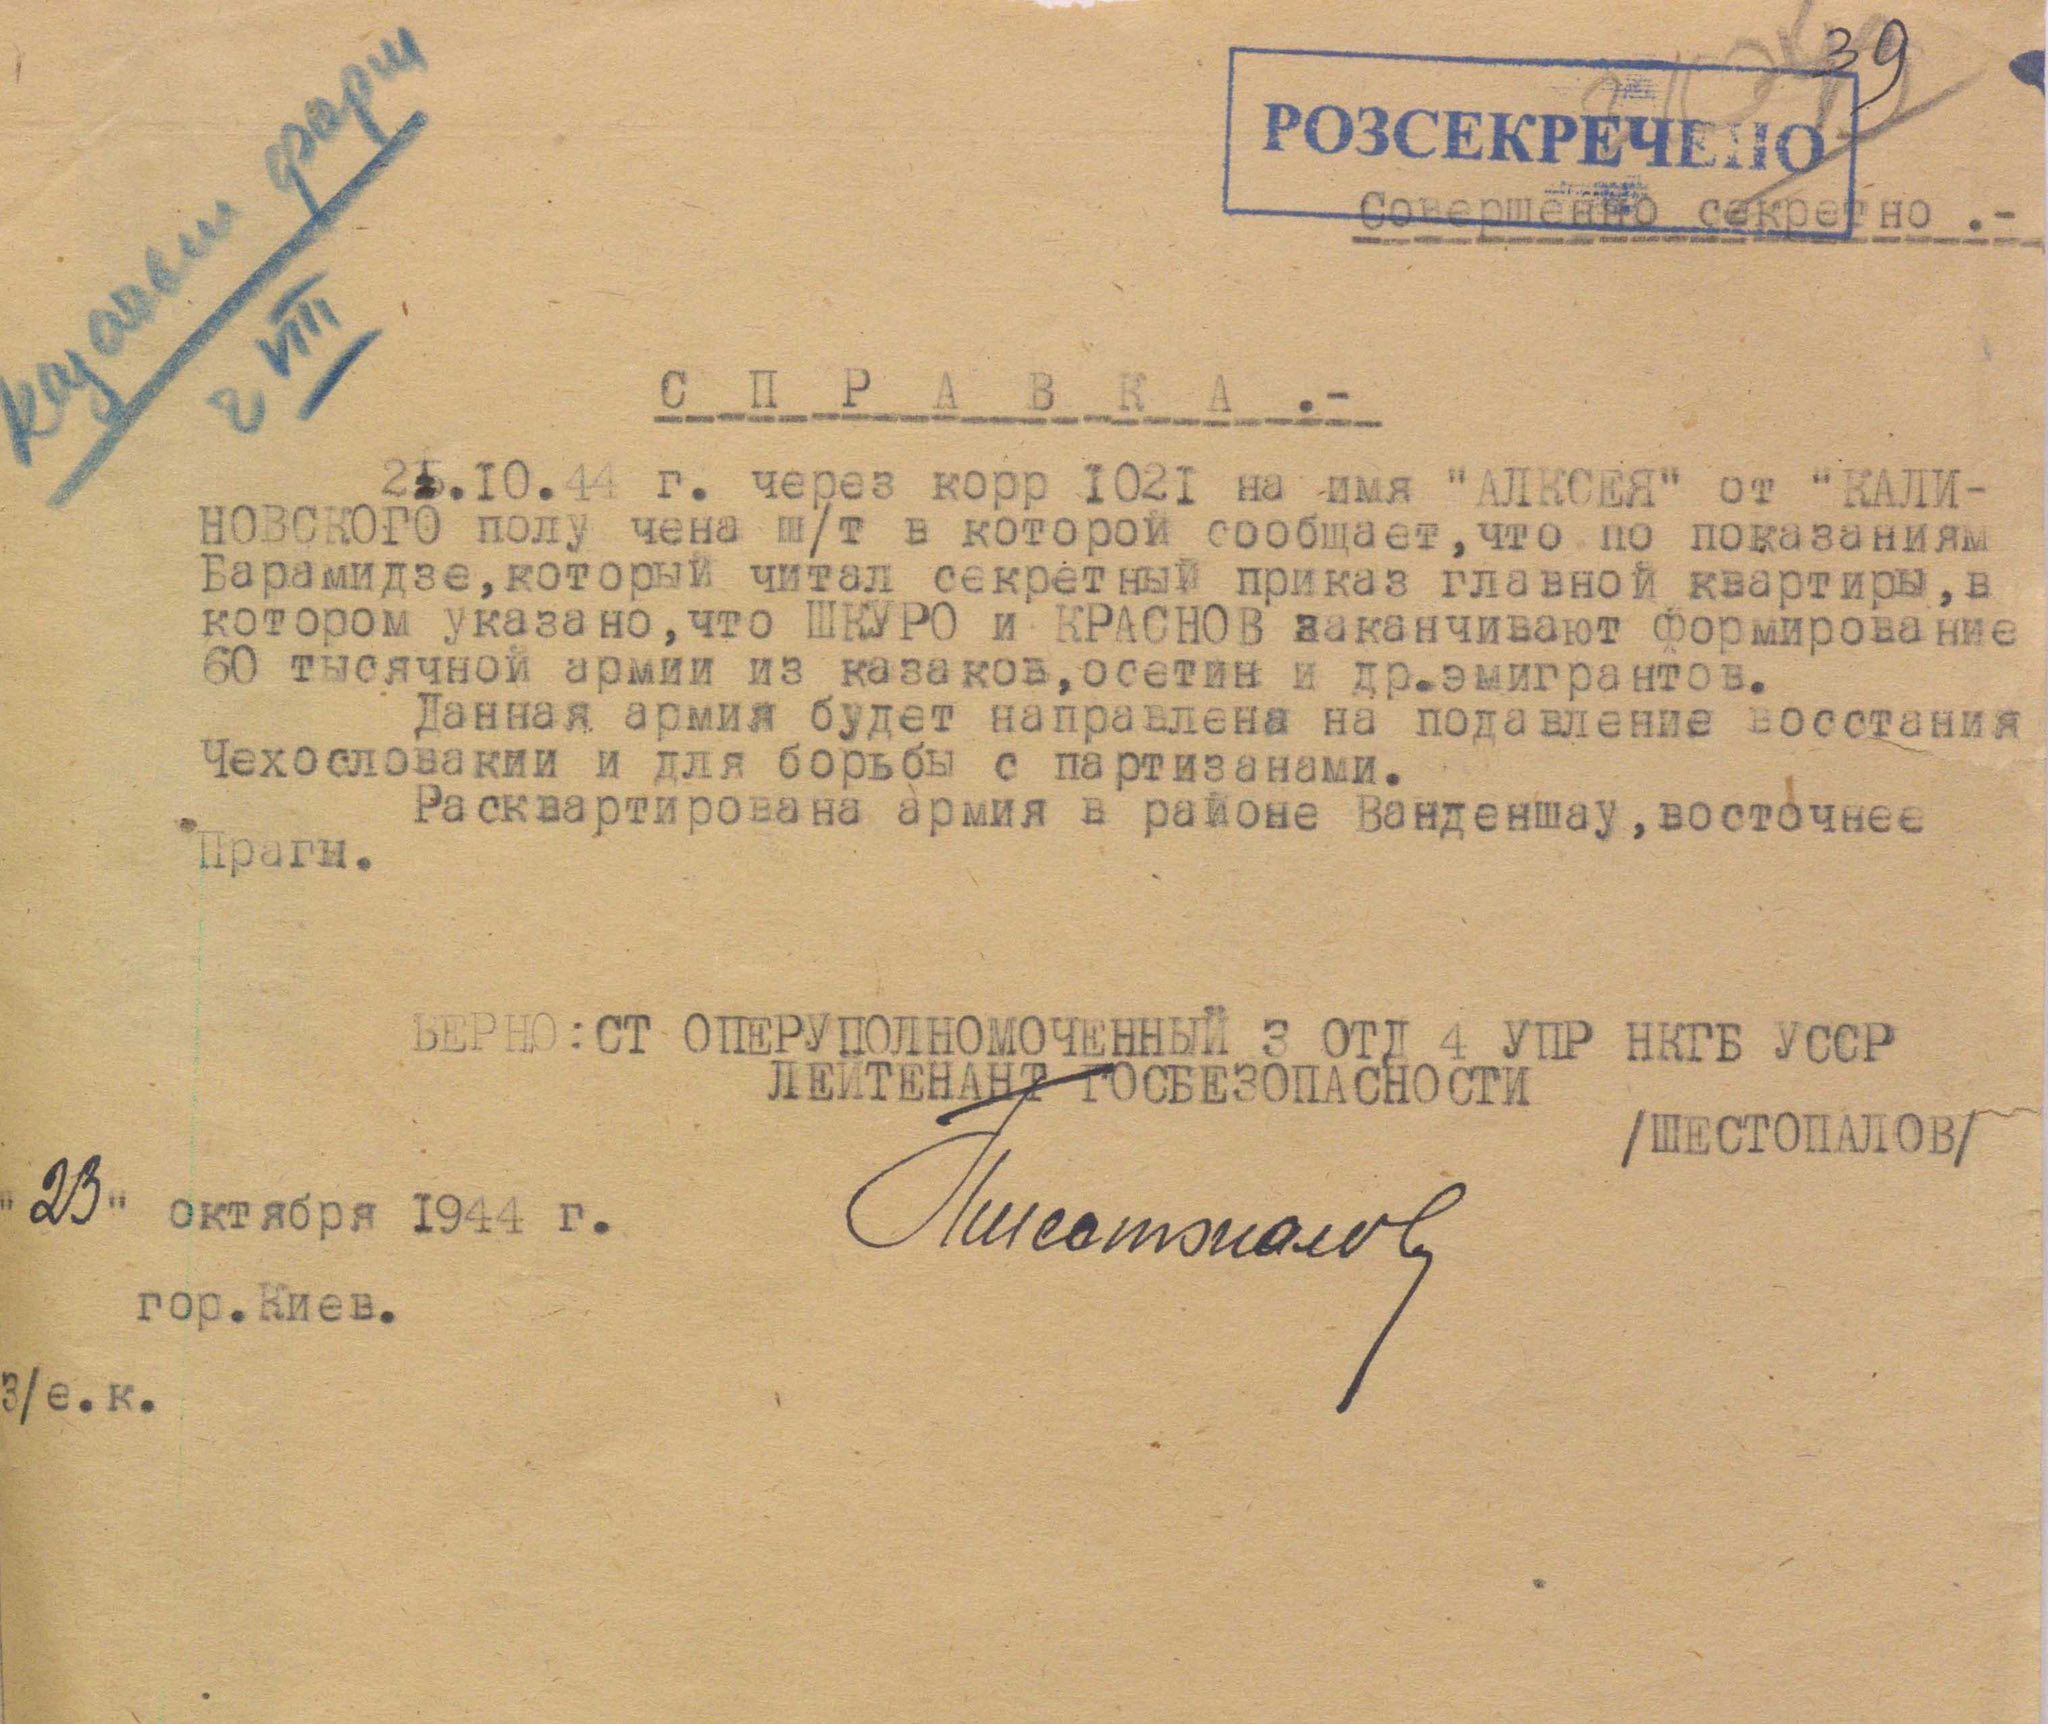 39
РОЗСЕКРЕЧЕНО
Совершенно секретно .-
С П Р А В К А .-
.10.44 г. через корр 1021 на имя "АЛКСЕЯ" от "КАЛИ-
НОВСКОГО полу чена ш/т в которой сообщает,что по показаниям
Барамидзе,который читал секретный приказ главной квартиры,в
котором указано,что ШКУРО и КРАСНОВ заканчивают формирование
60 тысячной армии из казаков,осетин и др.эмигрантов.
Данная армия будет направлена на подавление восстания
Чехословакии и для борьбы с партизанами.
Расквартирована армия в районе Ванденшау,восточнее
Праги.
ВЕРНО:СТ ОПЕРУПОЛНОМОЧЕННЫЙ 3 ОТД 4 УПР НКГБ УССР
ЛЕЙТЕНАНТ ГОСБЕЗОПАСНОСТИ
/ШЕСТОПАЛОВ/
"23" октября 1944 г.
гор.Киев.
3/е.к.